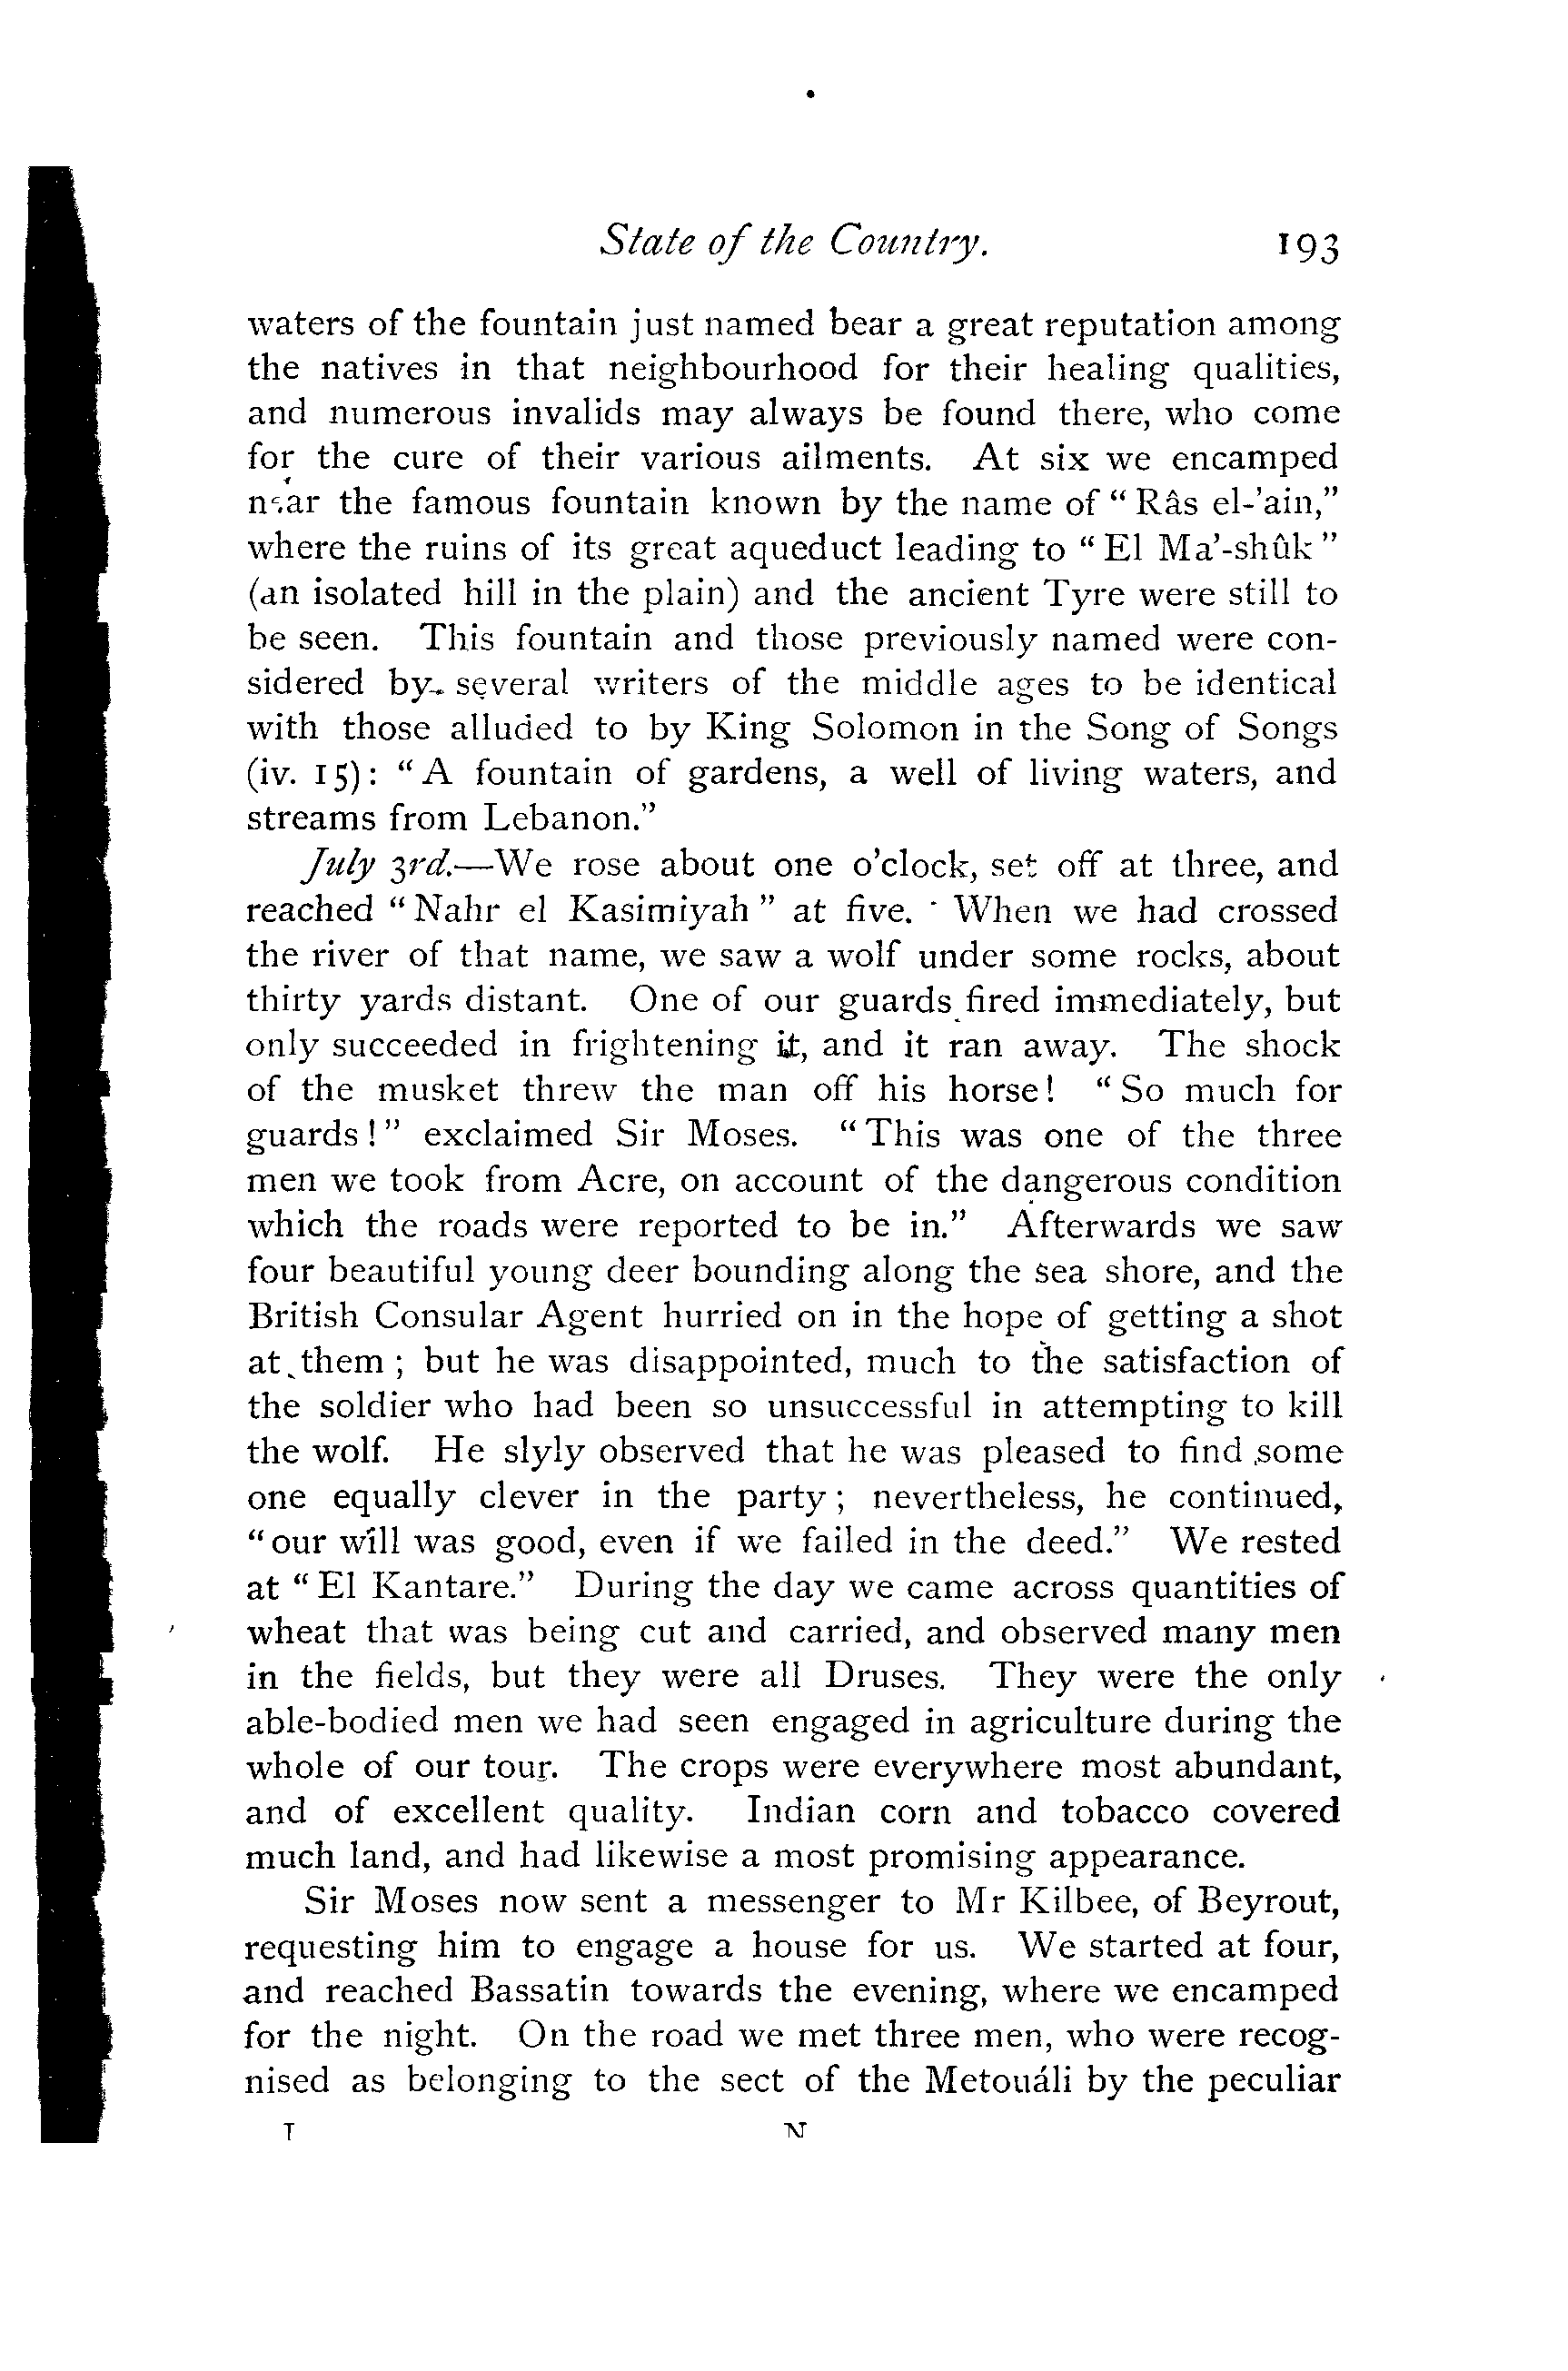 State of the Country. 193
waters of the fountain just named bear a great reputation among
the natives in that neighbourhood for their healing qualities,
and numerous invalids may always be found there, who come
for the cure of their various ailments. At six we encamped
near the famous fountain known by the name of “Râs el-’ain,”
where the ruins of its great aqueduct leading to “El Ma’-shûk”
(an isolated hill in the plain) and the ancient Tyre were still to
be seen. This fountain and those previously named were con-
sidered by several writers of the middle ages to be identical
with those alluded to by King Solomon in the Song of Songs
(iv. 15): “A fountain of gardens, a well of living waters, and
streams from Lebanon.”
July 3rd.—We rose about one o’clock, set off at three, and
reached “Nahr el Kasimiyah” at five. When we had crossed
the river of that name, we saw a wolf under some rocks, about
thirty yards distant. One of our guards fired immediately, but
only succeeded in frightening it, and it ran away. The shock
of the musket threw the man off his horse! “So much for
guards!” exclaimed Sir Moses. “This was one of the three
men we took from Acre, on account of the dangerous condition
which the roads were reported to be in.” Afterwards we saw
four beautiful young deer bounding along the sea shore, and the
British Consular Agent hurried on in the hope of getting a shot
at them; but he was disappointed, much to the satisfaction of
the soldier who had been so unsuccessful in attempting to kill
the wolf. He slyly observed that he was pleased to find some
one equally clever in the party; nevertheless, he continued,
“our will was good, even if we failed in the deed.” We rested
at “El Kantare.” During the day we came across quantities of
wheat that was being cut and carried, and observed many men
in the fields, but they were all Druses. They were the only
able-bodied men we had seen engaged in agriculture during the
whole of our tour. The crops were everywhere most abundant,
and of excellent quality. Indian corn and tobacco covered
much land, and had likewise a most promising appearance.
Sir Moses now sent a messenger to Mr Kilbee, of Beyrout,
requesting him to engage a house for us. We started at four,
and reached Bassatin towards the evening, where we encamped
for the night. On the road we met three men, who were recog-
nised as belonging to the sect of the Metouáli by the peculiar
I N